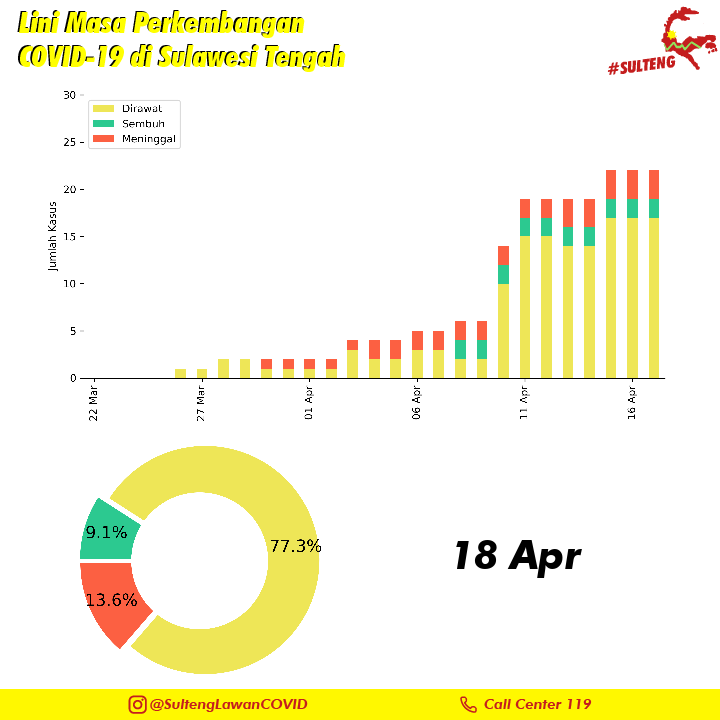 Lini Masa Perkembangan
COVID-19 di Sulawesi Tengah
#SULTENG
30
25
20
15
10
5
0
Jumlah Kasus
Dirawat
Sembuh
Meninggal
22 Mar
27 Mar
01 Apr
06 Apr
11 Apr
16 Apr
9.1%
77.3%
13.6%
18 Apr
@SultengLawanCOVID
Call Center 119